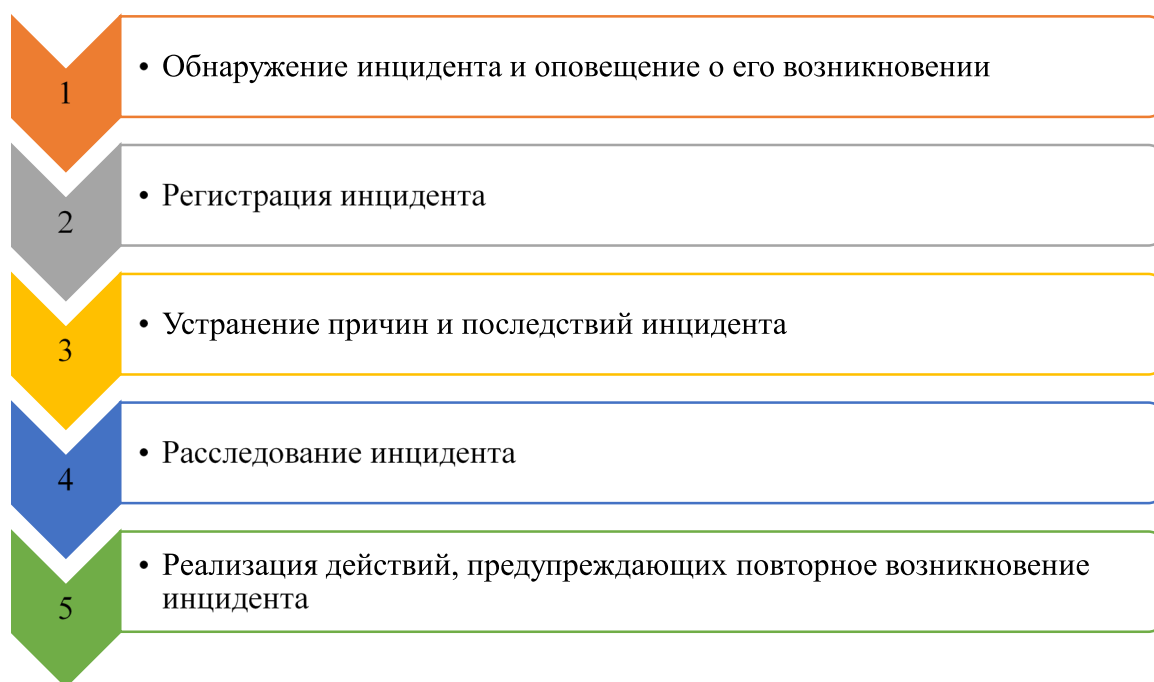 1
• Обнаружение инцидента и оповещение о его возникновении
2
• Регистрация инцидента
3
• Устранение причин и последствий инцидента
4
• Расследование инцидента
5
• Реализация действий, предупреждающих повторное возникновение
инцидента